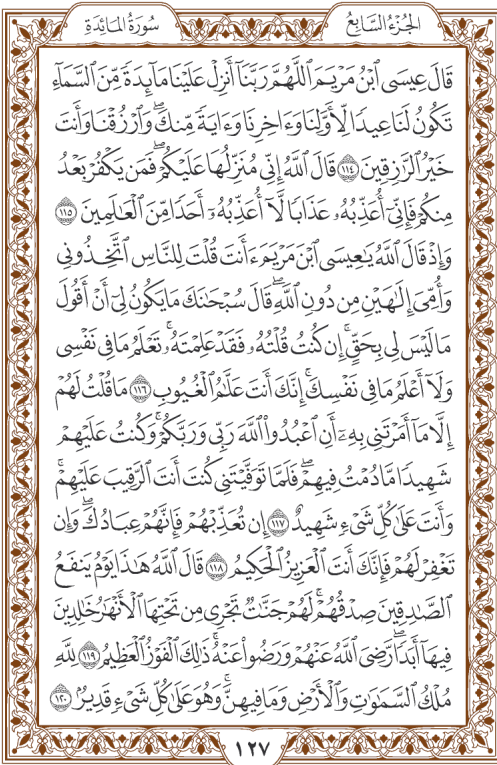 الجزء السابع
سورة المائدة
قَالَ عِيسَى ٱبْنُ مَرْيَمَ ٱللَّهُمَّ رَبَّنَآ أَنزِلْ عَلَيْنَا مَآئِدَةً مِّنَ ٱلسَّمَآءِ
تَكُونُ لَنَا عِيدًا لِّأَوَّلِنَا وَءَاخِرِنَا وَءَايَةً مِّنكَۖ وَٱرْزُقْنَا وَأَنتَ
خَيْرُ ٱلرَّٰزِقِينَ ١١٤ قَالَ ٱللَّهُ إِنِّي مُنَزِّلُهَا عَلَيْكُمْۖ فَمَن يَكْفُرْ بَعْدُ
مِنكُمْ فَإِنِّيٓ أُعَذِّبُهُۥ عَذَابًا لَّآ أُعَذِّبُهُۥٓ أَحَدًا مِّنَ ٱلْعَٰلَمِينَ ١١٥
وَإِذْ قَالَ ٱللَّهُ يَٰعِيسَى ٱبْنَ مَرْيَمَ ءَأَنتَ قُلْتَ لِلنَّاسِ ٱتَّخِذُونِي
وَأُمِّيَ إِلَٰهَيْنِ مِن دُونِ ٱللَّهِۖ قَالَ سُبْحَٰنَكَ مَا يَكُونُ لِيٓ أَنْ أَقُولَ
مَا لَيْسَ لِي بِحَقٍّۚ إِن كُنتُ قُلْتُهُۥ فَقَدْ عَلِمْتَهُۥۚ تَعْلَمُ مَا فِي نَفْسِي
وَلَآ أَعْلَمُ مَا فِي نَفْسِكَۚ إِنَّكَ أَنتَ عَلَّٰمُ ٱلْغُيُوبِ ١١٦ مَا قُلْتُ لَهُمْ
إِلَّا مَآ أَمَرْتَنِي بِهِۦٓ أَنِ ٱعْبُدُوا۟ ٱللَّهَ رَبِّي وَرَبَّكُمْۚ وَكُنتُ عَلَيْهِمْ
شَهِيدًا مَّا دُمْتُ فِيهِمْۖ فَلَمَّا تَوَفَّيْتَنِي كُنتَ أَنتَ ٱلرَّقِيبَ عَلَيْهِمْۚ
وَأَنتَ عَلَىٰ كُلِّ شَيْءٍ شَهِيدٌ ١١٧ إِن تُعَذِّبْهُمْ فَإِنَّهُمْ عِبَادُكَۖ وَإِن
تَغْفِرْ لَهُمْ فَإِنَّكَ أَنتَ ٱلْعَزِيزُ ٱلْحَكِيمُ ١١٨ قَالَ ٱللَّهُ هَٰذَا يَوْمُ يَنفَعُ
ٱلصَّٰدِقِينَ صِدْقُهُمْۚ لَهُمْ جَنَّٰتٌ تَجْرِي مِن تَحْتِهَا ٱلْأَنْهَٰرُ خَٰلِدِينَ
فِيهَآ أَبَدًاۖ رَّضِيَ ٱللَّهُ عَنْهُمْ وَرَضُوا۟ عَنْهُۚ ذَٰلِكَ ٱلْفَوْزُ ٱلْعَظِيمُ ١١٩ لِلَّهِ
مُلْكُ ٱلسَّمَٰوَٰتِ وَٱلْأَرْضِ وَمَا فِيهِنَّۚ وَهُوَ عَلَىٰ كُلِّ شَيْءٍ قَدِيرٌۢ ١٢٠
١٢٧